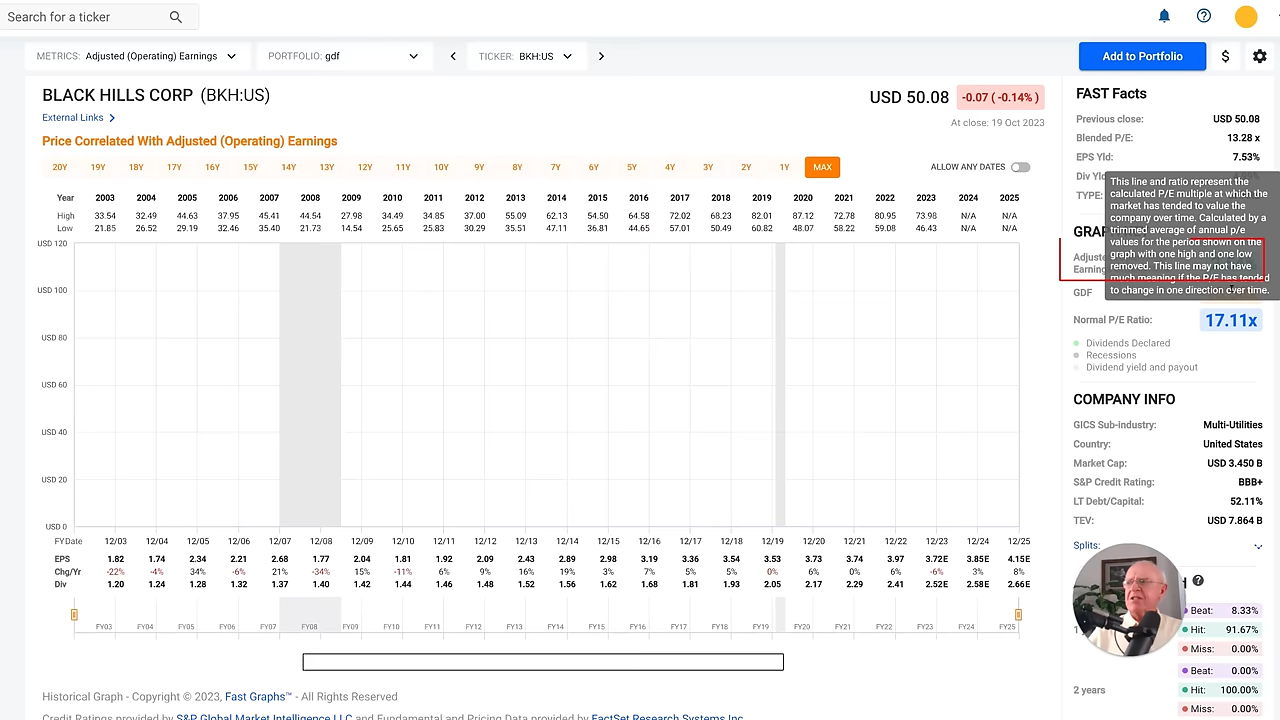 Search for a ticker
METRICS: Adjusted (Operating) Earnings PORTFOLIO: gdf TICKER: BKH:US Add to Portfolio $
BLACK HILLS CORP (BKH:US) USD 50.08 -0.07 ( -0.14% )
External Links
At close: 19 Oct 2023
Price Correlated With Adjusted (Operating) Earnings
20Y 19Y 18Y 17Y 16Y 15Y 14Y 13Y 12Y 11Y 10Y 9Y 8Y 7Y 6Y 5Y 4Y 3Y 2Y 1Y MAX ALLOW ANY DATES
Year 2003 2004 2005 2006 2007 2008 2009 2010 2011 2012 2013 2014 2015 2016 2017 2018 2019 2020 2021 2022 2023 2024 2025
High 33.54 32.49 44.63 37.95 45.41 44.54 27.98 34.49 34.85 37.00 55.09 62.13 54.50 64.58 72.02 68.23 82.01 87.12 72.78 80.95 73.98 N/A N/A
Low 21.85 26.52 29.19 32.46 35.40 21.73 14.54 25.65 25.83 30.29 35.51 47.11 36.81 44.65 57.01 50.49 60.82 48.07 58.22 59.08 46.43 N/A N/A
USD 120
USD 100
USD 80
USD 60
USD 40
USD 20
USD 0
FY Date 12/03 12/04 12/05 12/06 12/07 12/08 12/09 12/10 12/11 12/12 12/13 12/14 12/15 12/16 12/17 12/18 12/19 12/20 12/21 12/22 12/23 12/24 12/25
EPS 1.82 1.74 2.34 2.21 2.68 1.77 2.04 1.81 1.92 2.09 2.43 2.89 2.98 3.19 3.36 3.54 3.53 3.73 3.74 3.97 3.72E 3.85E 4.15E
Chg/Yr -22% -4% 34% -6% 21% -34% 15% -11% 6% 9% 16% 19% 3% 7% 5% 5% 0% 6% 0% 6% -6% 3% 8%
Div 1.20 1.24 1.28 1.32 1.37 1.40 1.42 1.44 1.46 1.48 1.52 1.56 1.62 1.68 1.81 1.93 2.05 2.17 2.29 2.41 2.52E 2.58E 2.66E
FY03 FY04 FY05 FY06 FY07 FY08 FY09 FY10 FY11 FY12 FY13 FY14 FY15 FY16 FY17 FY18 FY19 FY20 FY21 FY22 FY23 FY24 FY25
Historical Graph - Copyright © 2023, Fast Graphs™ - All Rights Reserved
Credit Ratings provided by S&P Global Market Intelligence LLC and Fundamental and Pricing Data provided by FactSet Research Systems Inc.
FAST Facts
Previous close: USD 50.08
Blended P/E: 13.28 x
EPS Yld: 7.53%
Div Yld
TYPE:
This line and ratio represent the
calculated P/E multiple at which the
market has tended to value the
company over time. Calculated by a
trimmed average of annual p/e
values for the period shown on the
graph with one high and one low
removed. This line may not have
much meaning if the P/E has tended
to change in one direction over time.
Earning
GDF
Normal P/E Ratio: 17.11x
Dividends Declared
Recessions
Dividend yield and payout
COMPANY INFO
GICS Sub-industry: Multi-Utilities
Country: United States
Market Cap: USD 3.450 B
S&P Credit Rating: BBB+
LT Debt/Capital: 52.11%
TEV: USD 7.864 B
Splits:
Beat: 8.33%
Hit: 91.67%
Miss: 0.00%
2 years
Beat: 0.00%
Hit: 100.00%
Miss: 0.00%